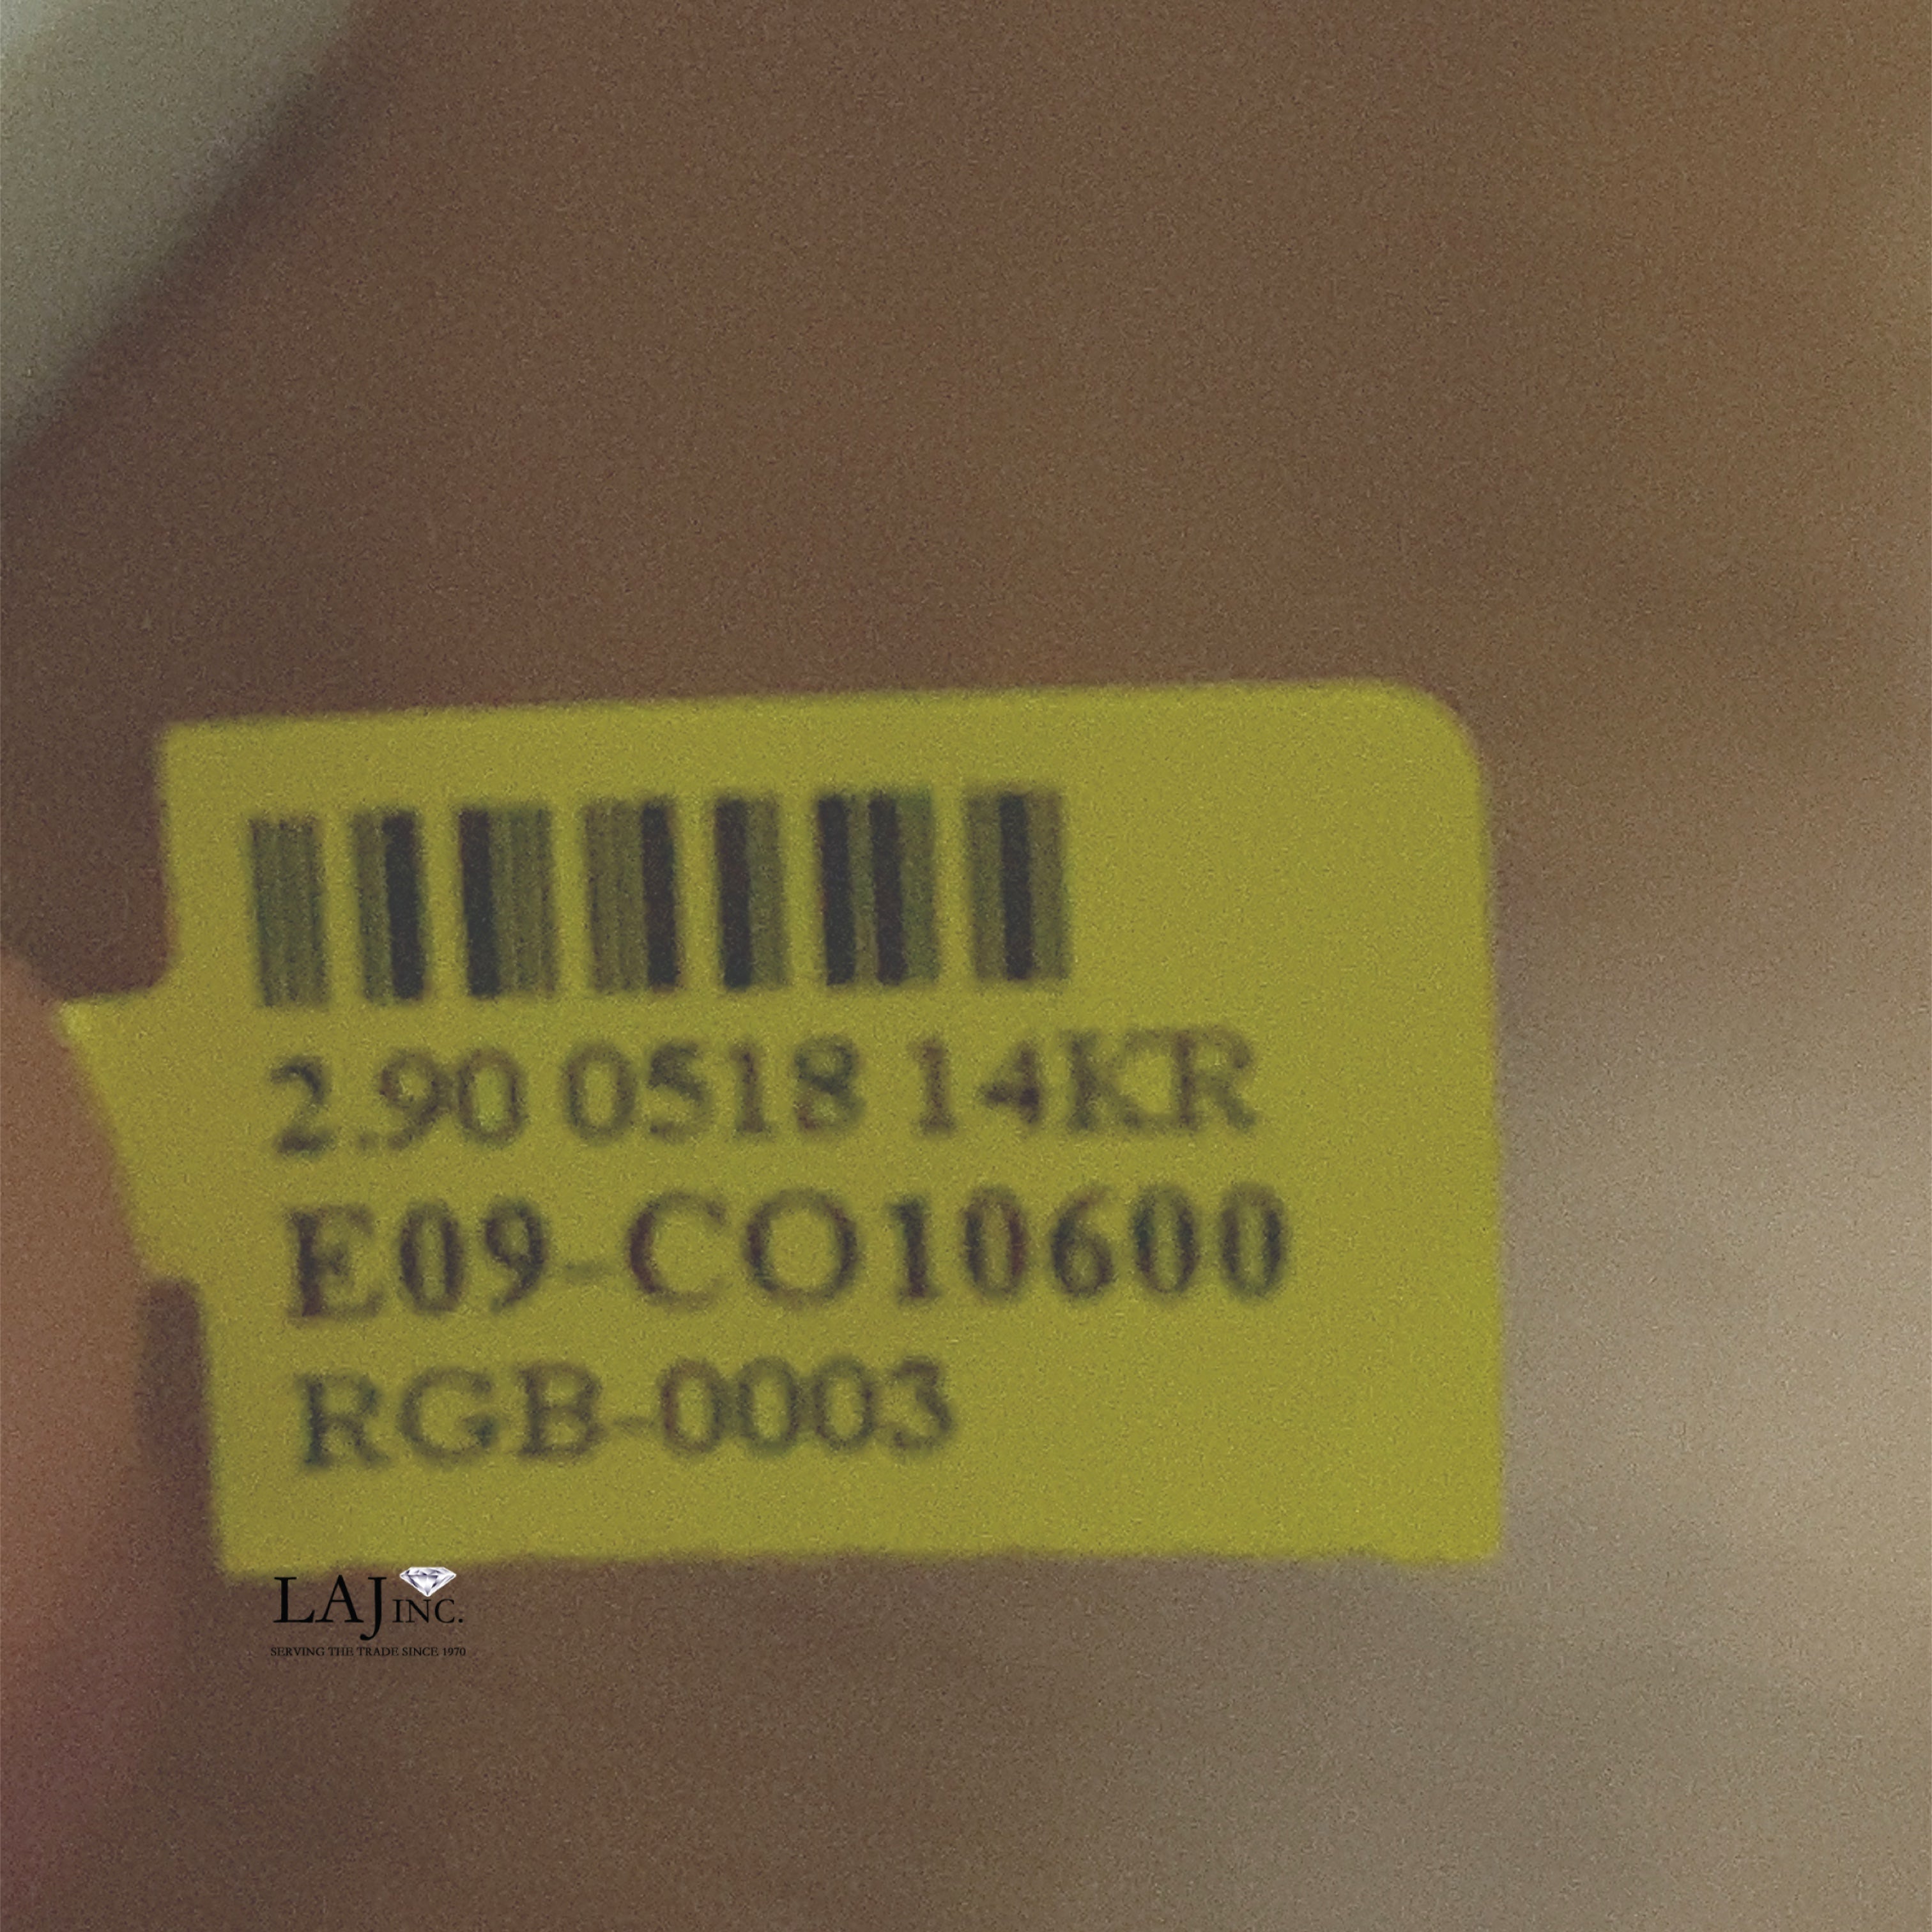 2.90 0518 14KR
E09-CO10600
RGB-0003
LAJ INC.
SERVING THE TRADE SINCE 1970